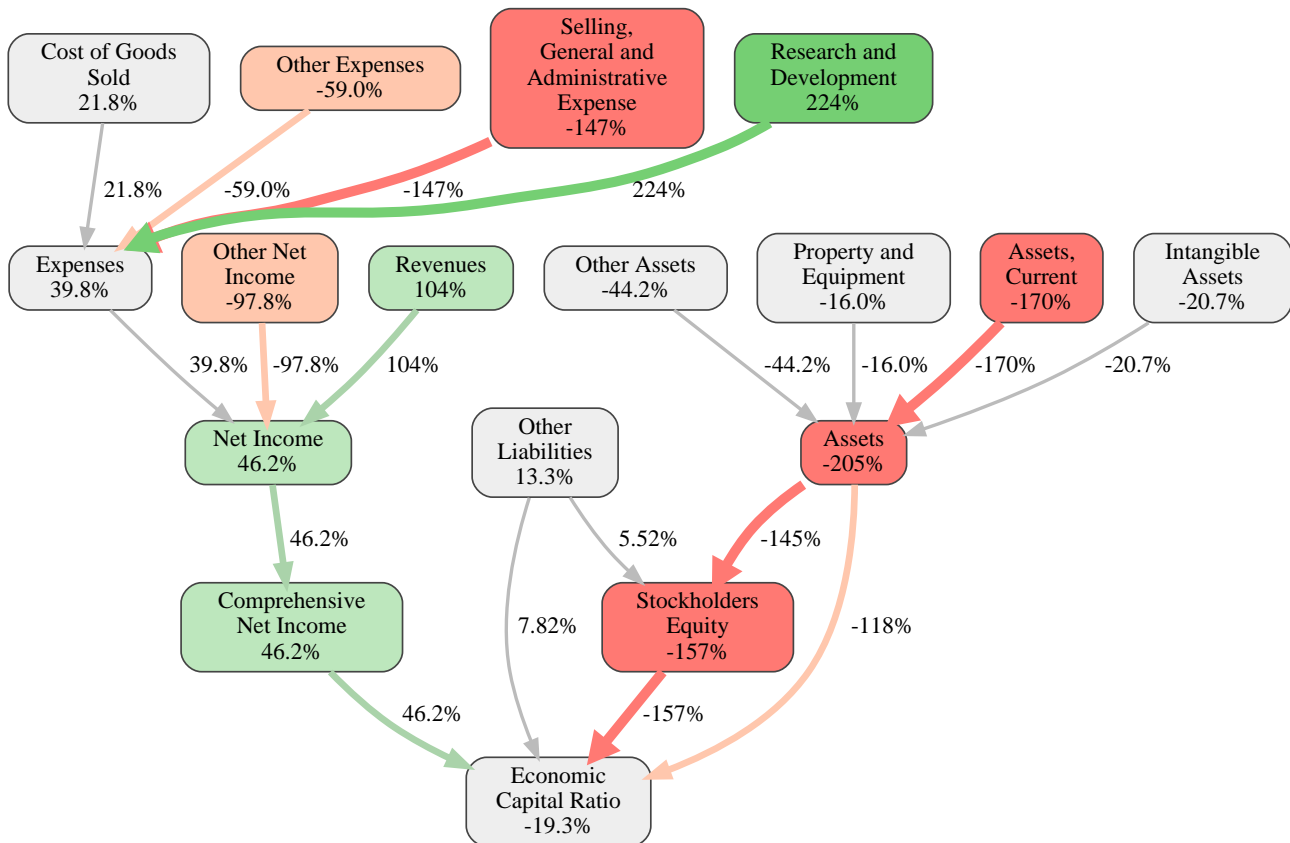 Cost of Goods
Sold
21.8%
Other Expenses
-59.0%
Selling,
General and
Administrative
Expense
-147%
Research and
Development
224%
21.8%
-59.0%
-147%
224%
Expenses
39.8%
Other Net
Income
-97.8%
Revenues
104%
Other Assets
-44.2%
Property and
Equipment
-16.0%
Assets,
Current
-170%
Intangible
Assets
-20.7%
39.8%
-97.8%
104%
-44.2%
-16.0%
-170%
-20.7%
Net Income
46.2%
Other
Liabilities
13.3%
Assets
-205%
46.2%
5.52%
-145%
Comprehensive
Net Income
46.2%
7.82%
Stockholders
Equity
-157%
-118%
46.2%
-157%
Economic
Capital Ratio
-19.3%